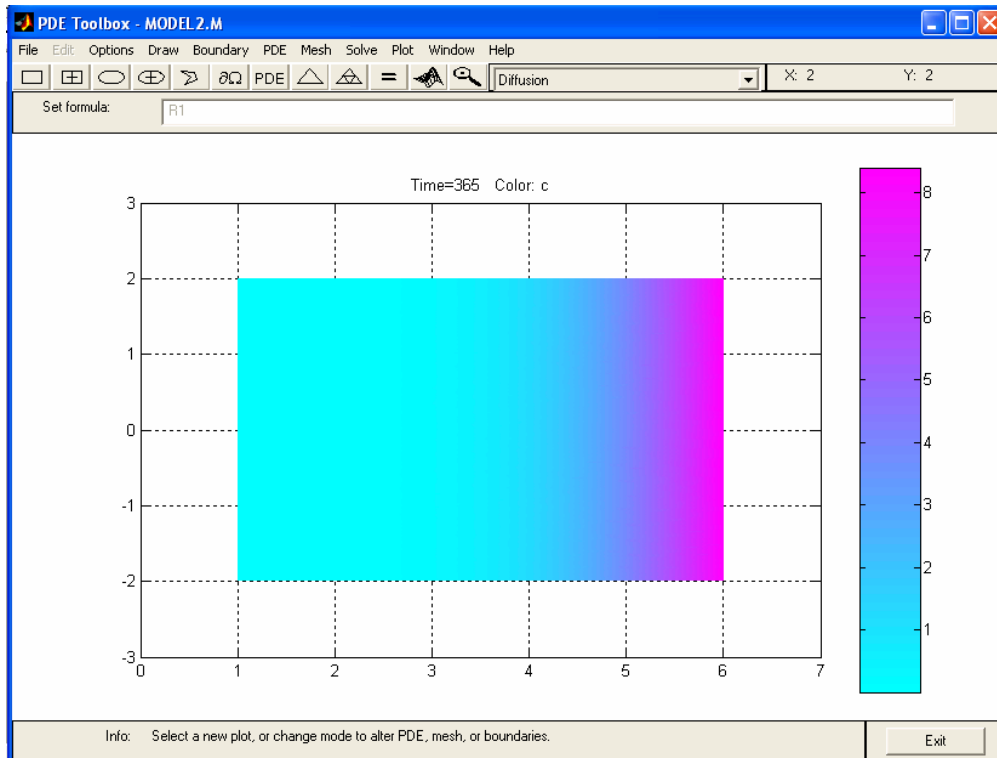 PDE Toolbox - MODEL2.M
File Edit Options Draw Boundary PDE Mesh Solve Plot Window Help
∂Ω PDE = Diffusion X: 2 Y: 2
Set formula: R1
Time=365 Color: c
3
2
1
0
-1
-2
-3
0 1 2 3 4 5 6 7
8
7
6
5
4
3
2
1
Info: Select a new plot, or change mode to alter PDE, mesh, or boundaries.
Exit